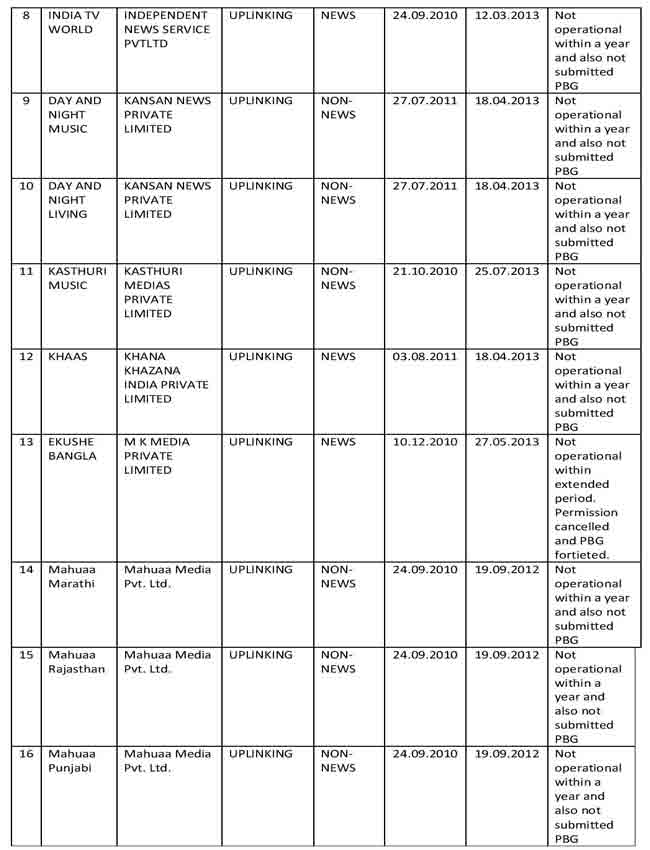 8 INDIA TV INDEPENDENT UPLINKING NEWS 24.09.2010 12.03.2013 Not
WORLD NEWS SERVICE operational
PVTLTD within a year
and also not
submitted
PBG
9 DAY AND KANSAN NEWS UPLINKING NON- 27.07.2011 18.04.2013 Not
NIGHT PRIVATE NEWS operational
MUSIC LIMITED within a year
and also not
submitted
PBG
10 DAY AND KANSAN NEWS UPLINKING NON- 27.07.2011 18.04.2013 Not
NIGHT PRIVATE NEWS operational
LIVING LIMITED within a year
and also not
submitted
PBG
11 KASTHURI KASTHURI UPLINKING NON- 21.10.2010 25.07.2013 Not
MUSIC MEDIAS NEWS operational
PRIVATE within a year
LIMITED and also not
submitted
PBG
12 KHAAS KHANA UPLINKING NEWS 03.08.2011 18.04.2013 Not
KHAZANA operational
INDIA PRIVATE within a year
LIMITED and also not
submitted
PBG
13 EKUSHE M K MEDIA UPLINKING NEWS 10.12.2010 27.05.2013 Not
BANGLA PRIVATE operational
LIMITED within
extended
period.
Permission
cancelled
and PBG
fortieted.
14 Mahuaa Mahuaa Media UPLINKING NON- 24.09.2010 19.09.2012 Not
Marathi Pvt. Ltd. NEWS operational
within a year
and also not
submitted
PBG
15 Mahuaa Mahuaa Media UPLINKING NON- 24.09.2010 19.09.2012 Not
Rajasthan Pvt. Ltd. NEWS operational
within a
year and
also not
submitted
PBG
16 Mahuaa Mahuaa Media UPLINKING NON- 24.09.2010 19.09.2012 Not
Punjabi Pvt. Ltd. NEWS operational
within a
year and
also not
submitted
PBG